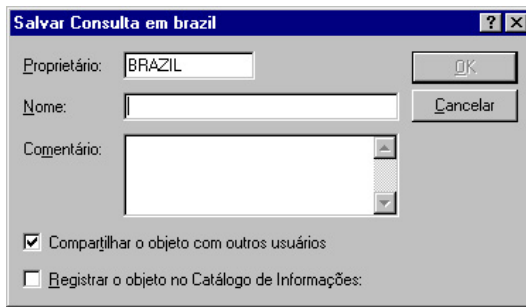 Salvar Consulta em brazil
Proprietário: BRAZIL OK
Nome: Cancelar
Comentário:
Compartilhar o objeto com outros usuários
Registrar o objeto no Catálogo de Informações: